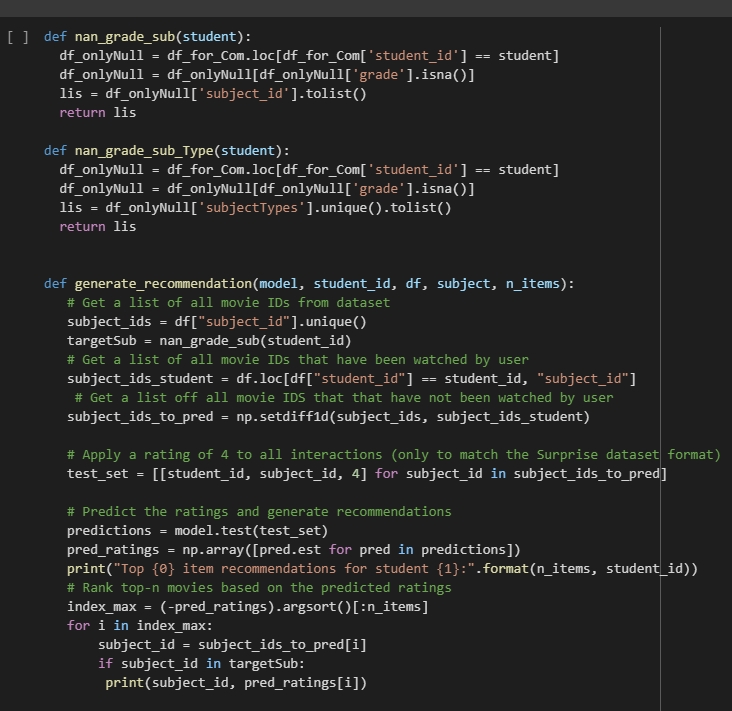 [ ] def nan_grade_sub(student):
df_onlyNull = df_for_Com.loc[df_for_Com['student_id'] == student]
df_onlyNull = df_onlyNull[df_onlyNull['grade'].isna()]
lis = df_onlyNull['subject_id'].tolist()
return lis
def nan_grade_sub_Type(student):
df_onlyNull = df_for_Com.loc[df_for_Com['student_id'] == student]
df_onlyNull = df_onlyNull[df_onlyNull['grade'].isna()]
lis = df_onlyNull['subjectTypes'].unique().tolist()
return lis
def generate_recommendation(model, student_id, df, subject, n_items):
# Get a list of all movie IDs from dataset
subject_ids = df["subject_id"].unique()
targetSub = nan_grade_sub(student_id)
# Get a list of all movie IDs that have been watched by user
subject_ids_student = df.loc[df["student_id"] == student_id, "subject_id"]
# Get a list off all movie IDS that that have not been watched by user
subject_ids_to_pred = np.setdiff1d(subject_ids, subject_ids_student)
# Apply a rating of 4 to all interactions (only to match the Surprise dataset format)
test_set = [[student_id, subject_id, 4] for subject_id in subject_ids_to_pred]
# Predict the ratings and generate recommendations
predictions = model.test(test_set)
pred_ratings = np.array([pred.est for pred in predictions])
print("Top {0} item recommendations for student {1}:".format(n_items, student_id))
# Rank top-n movies based on the predicted ratings
index_max = (-pred_ratings).argsort()[:n_items]
for i in index_max:
subject_id = subject_ids_to_pred[i]
if subject_id in targetSub:
print(subject_id, pred_ratings[i])